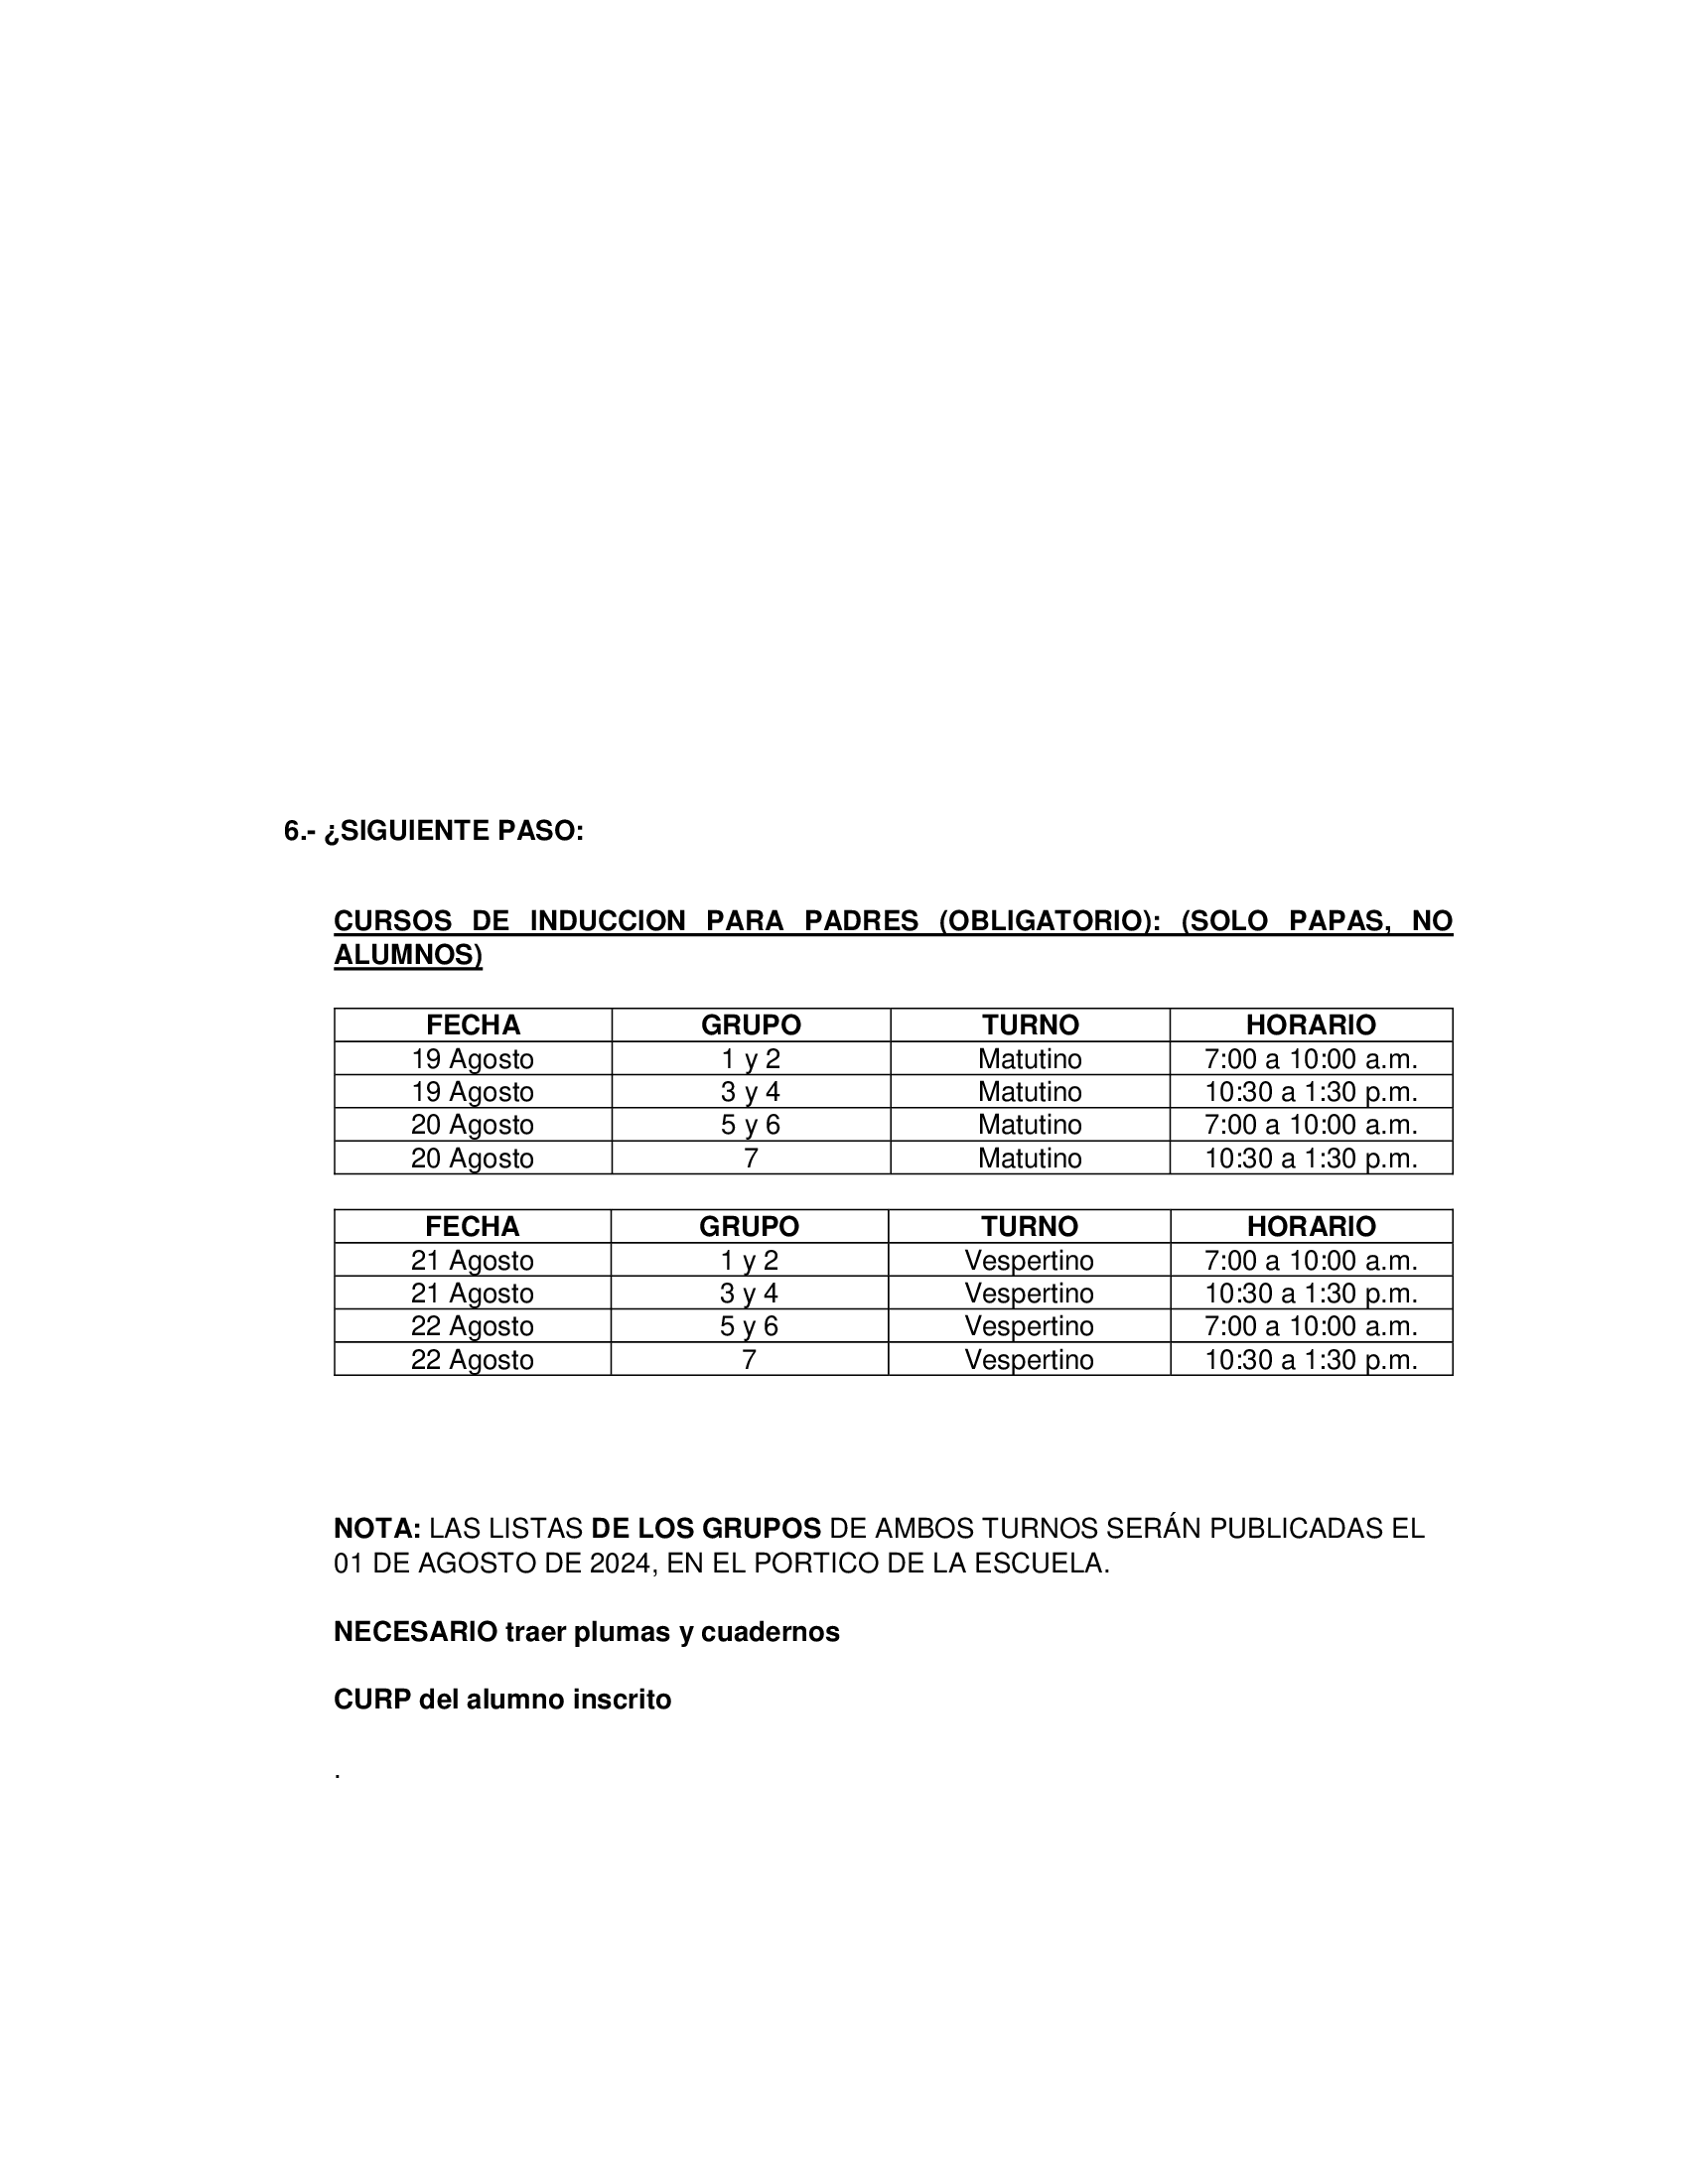 6.- ¿SIGUIENTE PASO:
CURSOS DE INDUCCION PARA PADRES (OBLIGATORIO): (SOLO PAPAS, NO
ALUMNOS)
FECHA GRUPO TURNO HORARIO
19 Agosto 1 y 2 Matutino 7:00 a 10:00 a.m.
19 Agosto 3 y 4 Matutino 10:30 a 1:30 p.m.
20 Agosto 5 y 6 Matutino 7:00 a 10:00 a.m.
20 Agosto 7 Matutino 10:30 a 1:30 p.m.
FECHA GRUPO TURNO HORARIO
21 Agosto 1 y 2 Vespertino 7:00 a 10:00 a.m.
21 Agosto 3 y 4 Vespertino 10:30 a 1:30 p.m.
22 Agosto 5 y 6 Vespertino 7:00 a 10:00 a.m.
22 Agosto 7 Vespertino 10:30 a 1:30 p.m.
NOTA: LAS LISTAS DE LOS GRUPOS DE AMBOS TURNOS SERÁN PUBLICADAS EL
01 DE AGOSTO DE 2024, EN EL PORTICO DE LA ESCUELA.
NECESARIO traer plumas y cuadernos
CURP del alumno inscrito
.